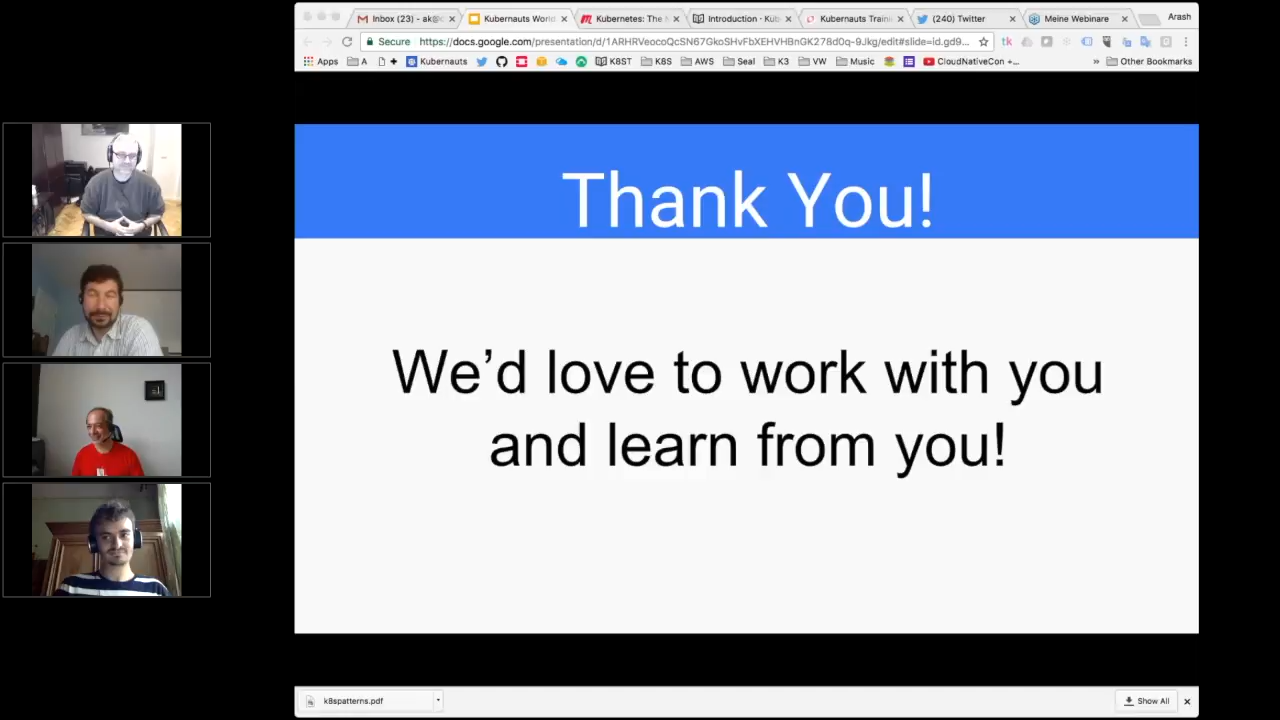 Inbox (23) - ak@c
Kubernauts World
Kubernetes: The M
Introduction · Kub
Kubernauts Traini
(240) Twitter
Meine Webinare
Arash
Secure
https://docs.google.com/presentation/d/1ARHRVeocoQcSN67GkoSHvFbXEHVHBnGK278d0q-9Jkg/edit#slide=id.gd9...
Apps
A
Kubernauts
K8ST
K8S
AWS
Seal
K3
VW
Music
CloudNativeCon +...
»
Other Bookmarks
Thank You!
We’d love to work with you
and learn from you!
k8spatterns.pdf
Show All